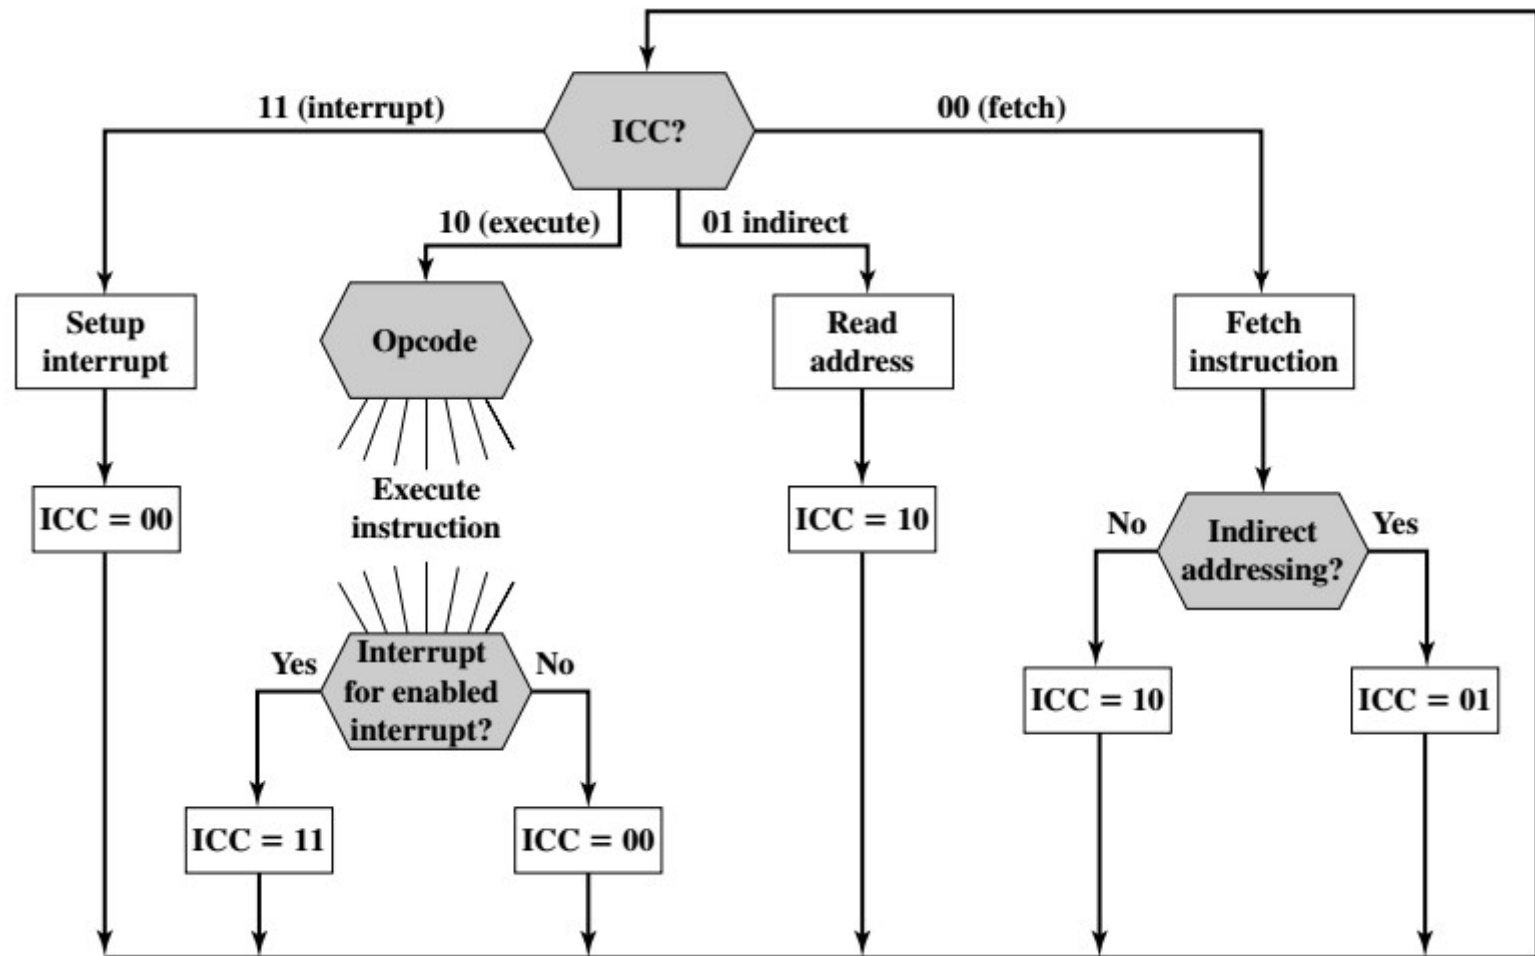 11 (interrupt)
ICC?
00 (fetch)
10 (execute)
01 indirect
Setup
interrupt
Opcode
Read
address
Fetch
instruction
ICC = 00
Execute
instruction
ICC = 10
No
Indirect
addressing?
Yes
Yes
Interrupt
for enabled
interrupt?
No
ICC = 10
ICC = 01
ICC = 11
ICC = 00